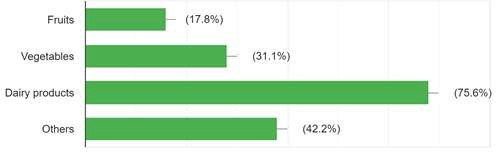 Fruits (17.8%)
Vegetables (31.1%)
Dairy products (75.6%)
Others (42.2%)